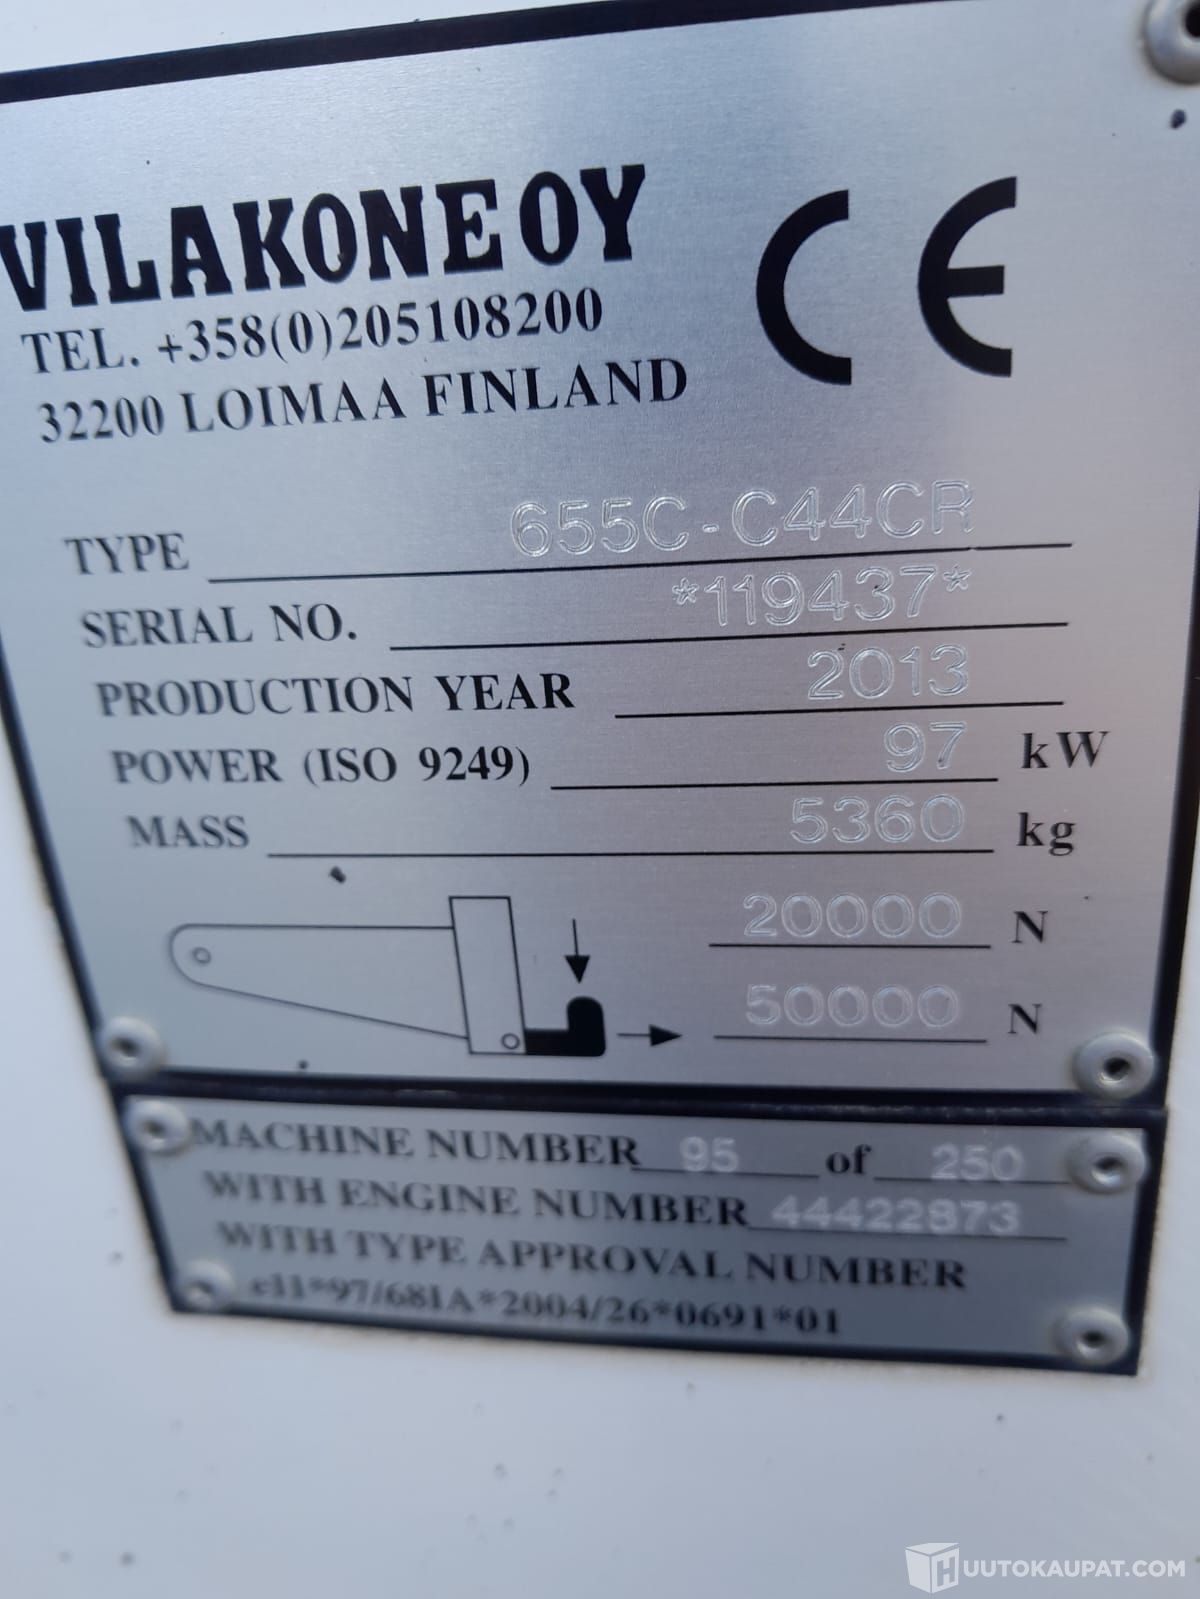 VILAKONE OY
TEL. +358(0)205108200
32200 LOIMAA FINLAND
CE
TYPE 655C-C44CR
SERIAL NO. *119437*
PRODUCTION YEAR 2013
POWER (ISO 9249) 97 kW
MASS 5360 kg
20000 N
50000 N
MACHINE NUMBER 95 of 250
WITH ENGINE NUMBER 44422873
WITH TYPE APPROVAL NUMBER
e11*97/68IA*2004/26*0691*01
HUUTOKAUPAT.COM